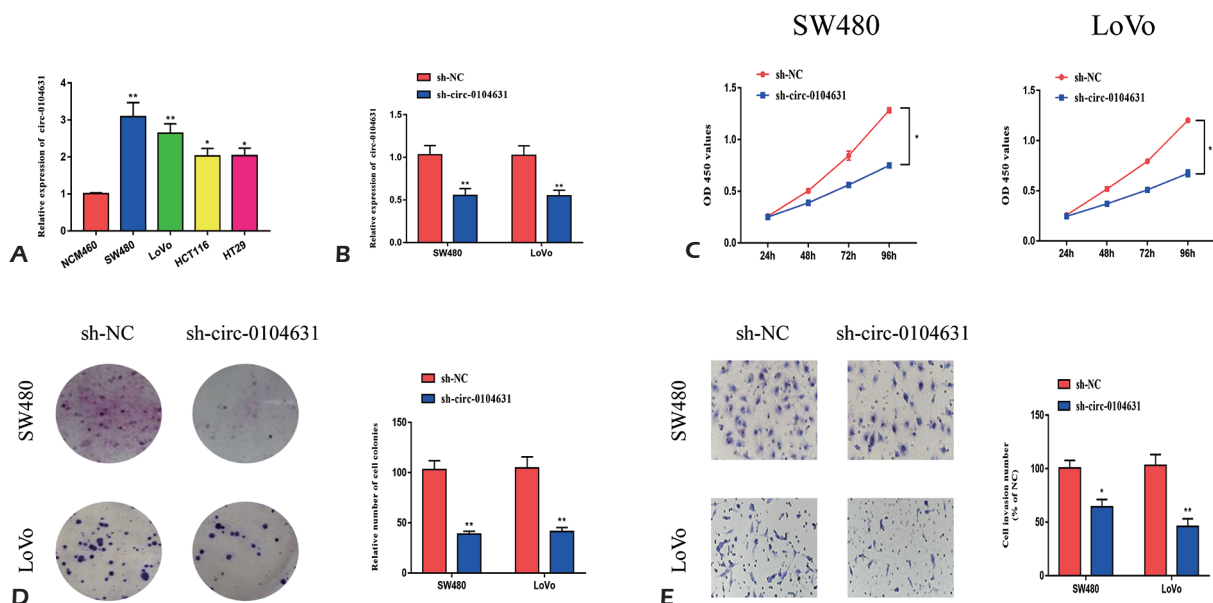 SW480
LoVo
Relative expression of circ-0104631
4
3
2
1
0
**
**
*
*
NCM460
SW480
LoVo
HCT116
HT29
A
sh-NC
sh-circ-0104631
Relative expression of circ-0104631
1.5
1.0
0.5
0.0
**
**
SW480
LoVo
B
sh-NC
sh-circ-0104631
OD 450 values
1.5
1.0
0.5
0.0
*
24h
48h
72h
96h
C
sh-NC
sh-circ-0104631
OD 450 values
1.5
1.0
0.5
0.0
*
24h
48h
72h
96h
sh-NC
sh-circ-0104631
SW480
LoVo
D
sh-NC
sh-circ-0104631
Relative number of cell colonies
150
100
50
0
**
**
SW480
LoVo
sh-NC
sh-circ-0104631
SW480
LoVo
E
sh-NC
sh-circ-0104631
Cell invasion number
(% of NC)
150
100
50
0
*
**
SW480
LoVo